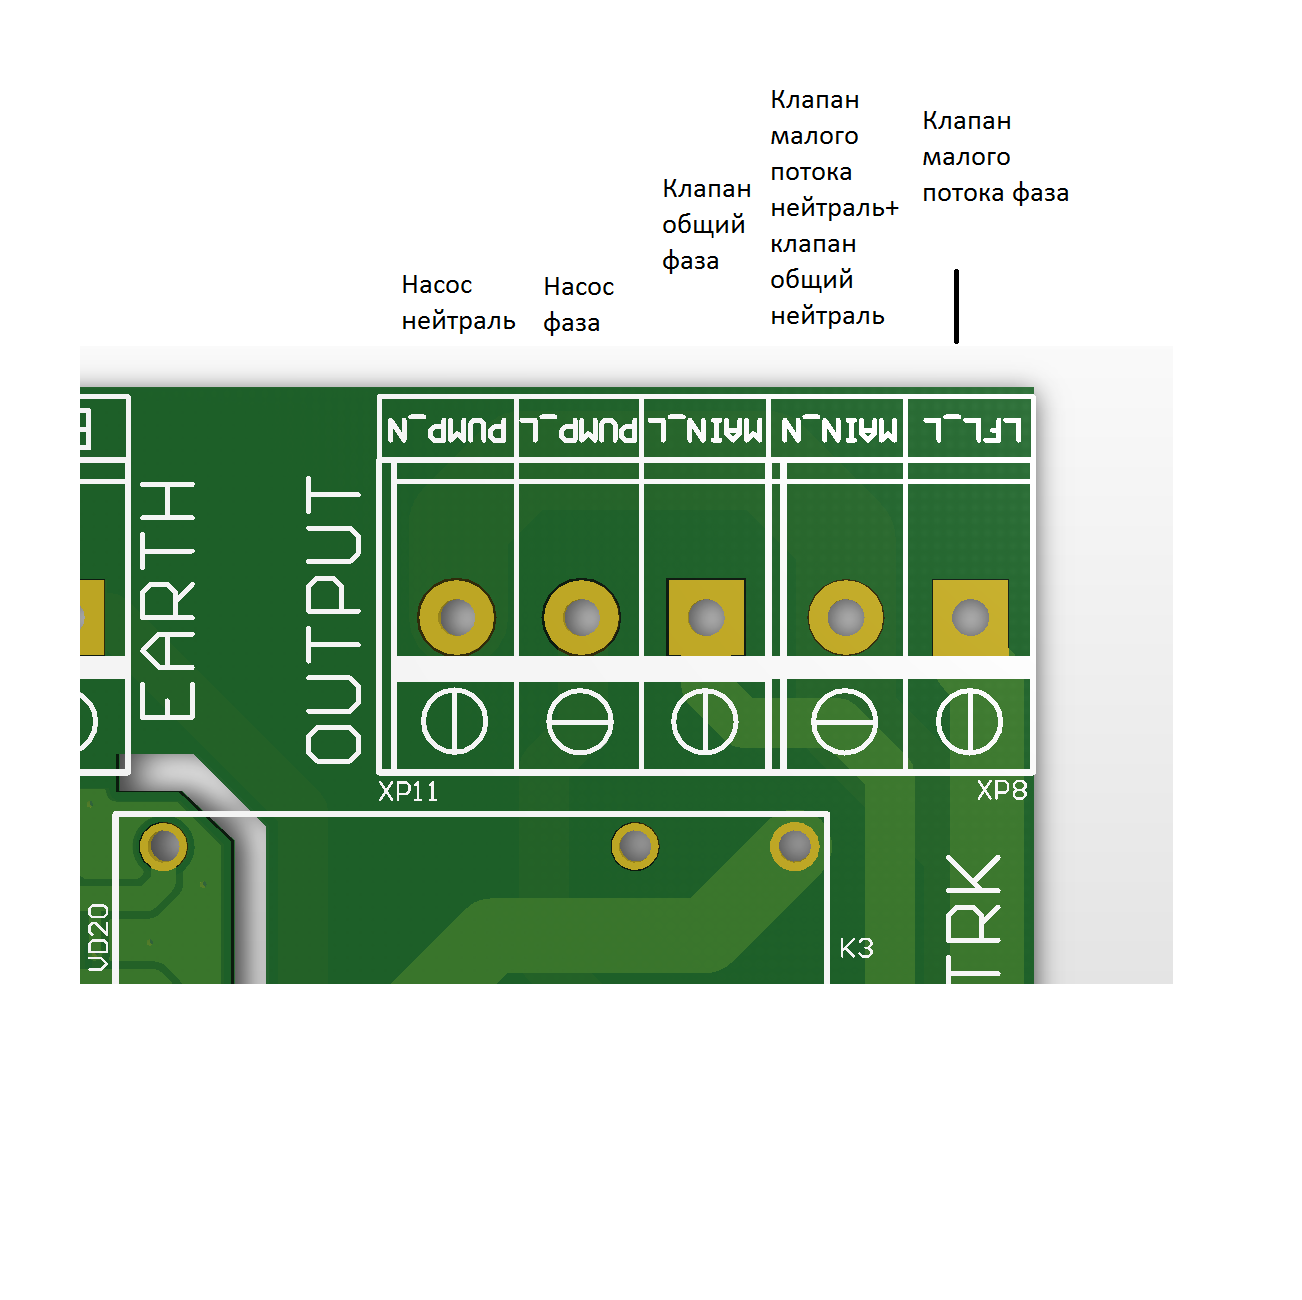 Клапан
малого
потока
нейтраль+
клапан
общий
нейтраль
Клапан
малого
потока фаза
Клапан
общий
фаза
Насос
нейтраль
Насос
фаза
PUMP_N
PUMP_L
MAIN_L
MAIN_N
LFL_L
EARTH
OUTPUT
XP11
XP8
VD20
K3
TRK